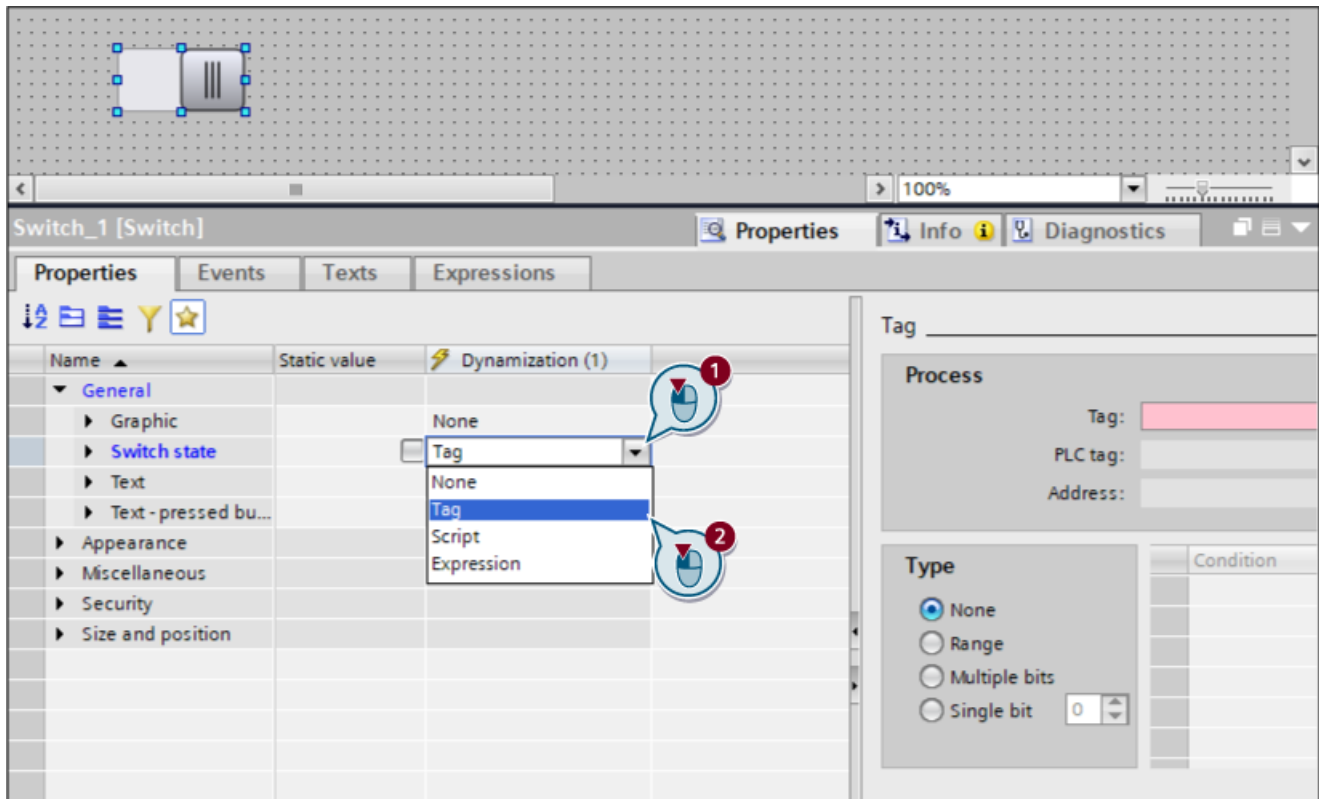 100%
Switch_1 [Switch]
Properties
Info
Diagnostics
Properties
Events
Texts
Expressions
Name
Static value
Dynamization (1)
General
Graphic
None
Switch state
Tag
Text
None
Text - pressed bu...
Tag
Appearance
Script
Miscellaneous
Expression
Security
Size and position
1
2
Tag
Process
Tag:
PLC tag:
Address:
Type
Condition
None
Range
Multiple bits
Single bit
0